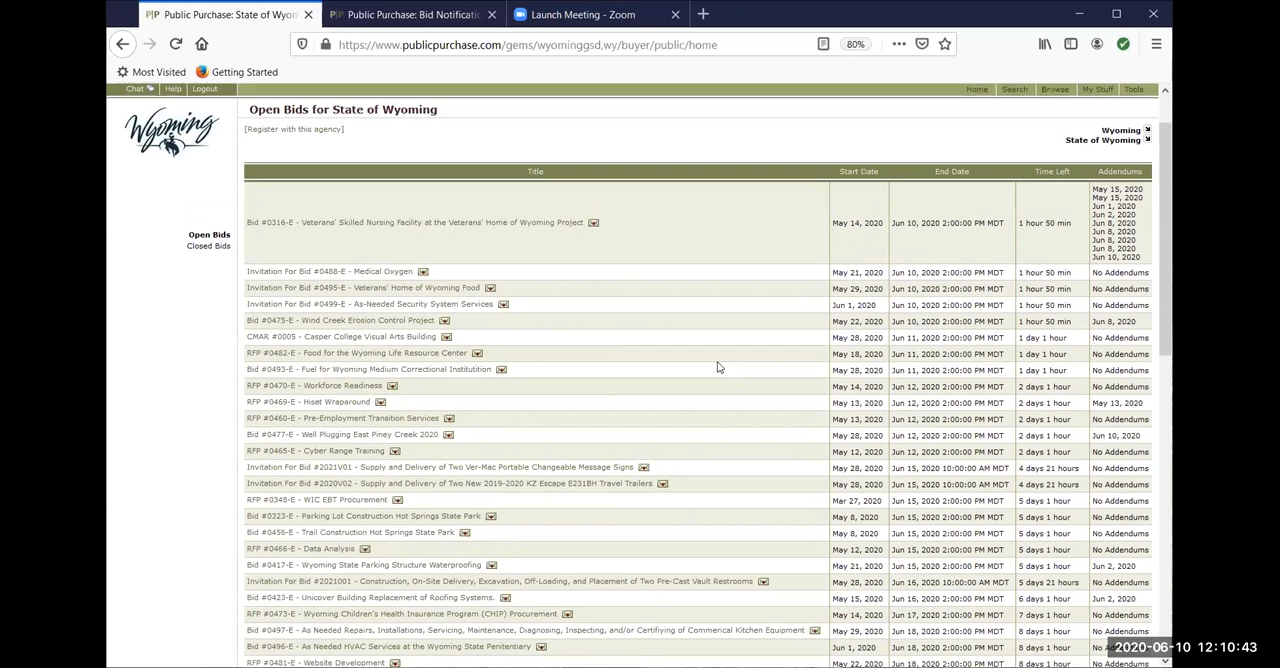 Public Purchase: State of Wyom
Public Purchase: Bid Notificatio
Launch Meeting - Zoom
https://www.publicpurchase.com/gems/wyominggsd,wy/buyer/public/home
80%
Most Visited Getting Started
Chat Help Logout Home Search Browse My Stuff Tools
Wyoming
Open Bids for State of Wyoming
[Register with this agency]
Wyoming
State of Wyoming
Open Bids
Closed Bids
Title Start Date End Date Time Left Addendums
Bid #0316-E - Veterans' Skilled Nursing Facility at the Veterans' Home of Wyoming Project May 14, 2020 Jun 10, 2020 2:00:00 PM MDT 1 hour 50 min
May 15, 2020
May 15, 2020
Jun 1, 2020
Jun 2, 2020
Jun 8, 2020
Jun 8, 2020
Jun 8, 2020
Jun 8, 2020
Jun 10, 2020
Invitation For Bid #0488-E - Medical Oxygen May 21, 2020 Jun 10, 2020 2:00:00 PM MDT 1 hour 50 min No Addendums
Invitation For Bid #0495-E - Veterans' Home of Wyoming Food May 29, 2020 Jun 10, 2020 2:00:00 PM MDT 1 hour 50 min No Addendums
Invitation For Bid #0499-E - As-Needed Security System Services Jun 1, 2020 Jun 10, 2020 2:00:00 PM MDT 1 hour 50 min No Addendums
Bid #0475-E - Wind Creek Erosion Control Project May 22, 2020 Jun 10, 2020 2:00:00 PM MDT 1 hour 50 min Jun 8, 2020
CMAR #0005 - Casper College Visual Arts Building May 28, 2020 Jun 11, 2020 2:00:00 PM MDT 1 day 1 hour No Addendums
RFP #0482-E - Food for the Wyoming Life Resource Center May 18, 2020 Jun 11, 2020 2:00:00 PM MDT 1 day 1 hour No Addendums
Bid #0493-E - Fuel for Wyoming Medium Correctional Instititution May 28, 2020 Jun 11, 2020 2:00:00 PM MDT 1 day 1 hour No Addendums
RFP #0470-E - Workforce Readiness May 14, 2020 Jun 12, 2020 2:00:00 PM MDT 2 days 1 hour No Addendums
RFP #0469-E - Hiset Wraparound May 13, 2020 Jun 12, 2020 2:00:00 PM MDT 2 days 1 hour May 13, 2020
RFP #0460-E - Pre-Employment Transition Services May 13, 2020 Jun 12, 2020 2:00:00 PM MDT 2 days 1 hour No Addendums
Bid #0477-E - Well Plugging East Piney Creek 2020 May 28, 2020 Jun 12, 2020 2:00:00 PM MDT 2 days 1 hour Jun 10, 2020
RFP #0465-E - Cyber Range Training May 12, 2020 Jun 12, 2020 2:00:00 PM MDT 2 days 1 hour No Addendums
Invitation For Bid #2021V01 - Supply and Delivery of Two Ver-Mac Portable Changeable Message Signs May 28, 2020 Jun 15, 2020 10:00:00 AM MDT 4 days 21 hours No Addendums
Invitation For Bid #2020V02 - Supply and Delivery of Two New 2019-2020 KZ Escape E231BH Travel Trailers May 28, 2020 Jun 15, 2020 10:00:00 AM MDT 4 days 21 hours No Addendums
RFP #0348-E - WIC EBT Procurement Mar 27, 2020 Jun 15, 2020 2:00:00 PM MDT 5 days 1 hour No Addendums
Bid #0323-E - Parking Lot Construction Hot Springs State Park May 8, 2020 Jun 15, 2020 2:00:00 PM MDT 5 days 1 hour No Addendums
Bid #0456-E - Trail Construction Hot Springs State Park May 8, 2020 Jun 15, 2020 2:00:00 PM MDT 5 days 1 hour No Addendums
RFP #0466-E - Data Analysis May 12, 2020 Jun 15, 2020 2:00:00 PM MDT 5 days 1 hour No Addendums
Bid #0417-E - Wyoming State Parking Structure Waterproofing May 21, 2020 Jun 15, 2020 2:00:00 PM MDT 5 days 1 hour Jun 2, 2020
Invitation For Bid #2021001 - Construction, On-Site Delivery, Excavation, Off-Loading, and Placement of Two Pre-Cast Vault Restrooms May 28, 2020 Jun 16, 2020 10:00:00 AM MDT 5 days 21 hours No Addendums
Bid #0423-E - Unicover Building Replacement of Roofing Systems. May 15, 2020 Jun 16, 2020 2:00:00 PM MDT 6 days 1 hour Jun 2, 2020
RFP #0473-E - Wyoming Children's Health Insurance Program (CHIP) Procurement May 14, 2020 Jun 17, 2020 2:00:00 PM MDT 7 days 1 hour No Addendums
Bid #0497-E - As Needed Repairs, Installations, Servicing, Maintenance, Diagnosing, Inspecting, and/or Certifiying of Commerical Kitchen Equipment May 29, 2020 Jun 18, 2020 2:00:00 PM MDT 8 days 1 hour No Addendums
Bid #0496-E - As Needed HVAC Services at the Wyoming State Penitentiary Jun 1, 2020 Jun 18, 2020 2:00:00 PM MDT 8 days 1 hour
RFP #0481-E - Website Development May 22, 2020 Jun 18, 2020 2:00:00 PM MDT 8 days 1 hour
2020-06-10 12:10:43